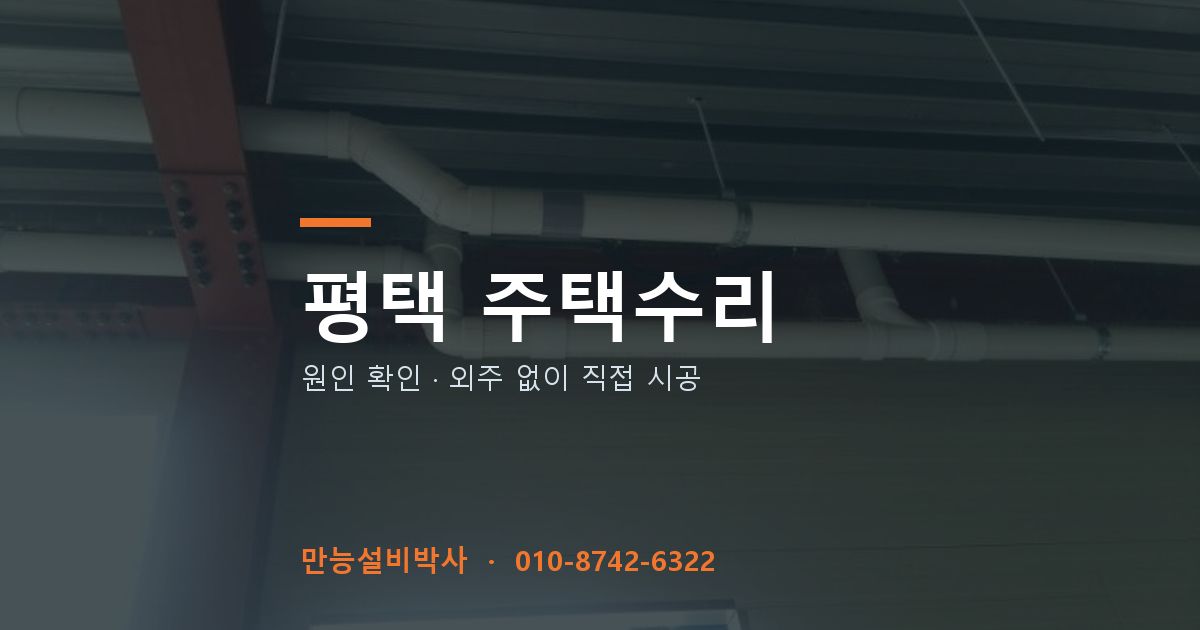 평택 주택수리
원인 확인 · 외주 없이 직접 시공
만능설비박사 · 010-8742-6322